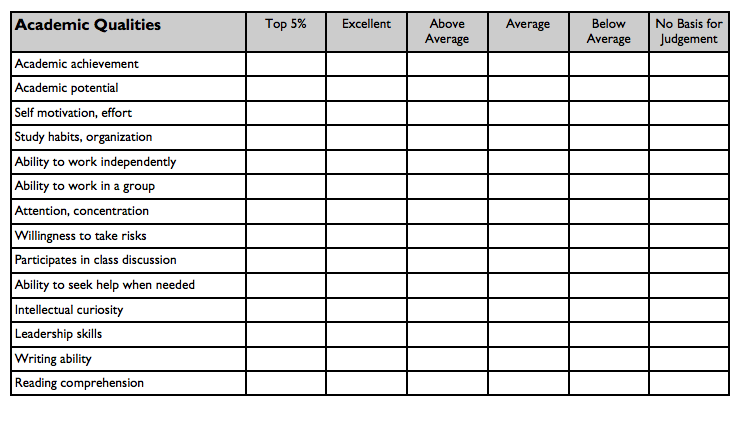 Academic Qualities Top 5% Excellent Above Average Average Below Average No Basis for Judgement
Academic achievement
Academic potential
Self motivation, effort
Study habits, organization
Ability to work independently
Ability to work in a group
Attention, concentration
Willingness to take risks
Participates in class discussion
Ability to seek help when needed
Intellectual curiosity
Leadership skills
Writing ability
Reading comprehension